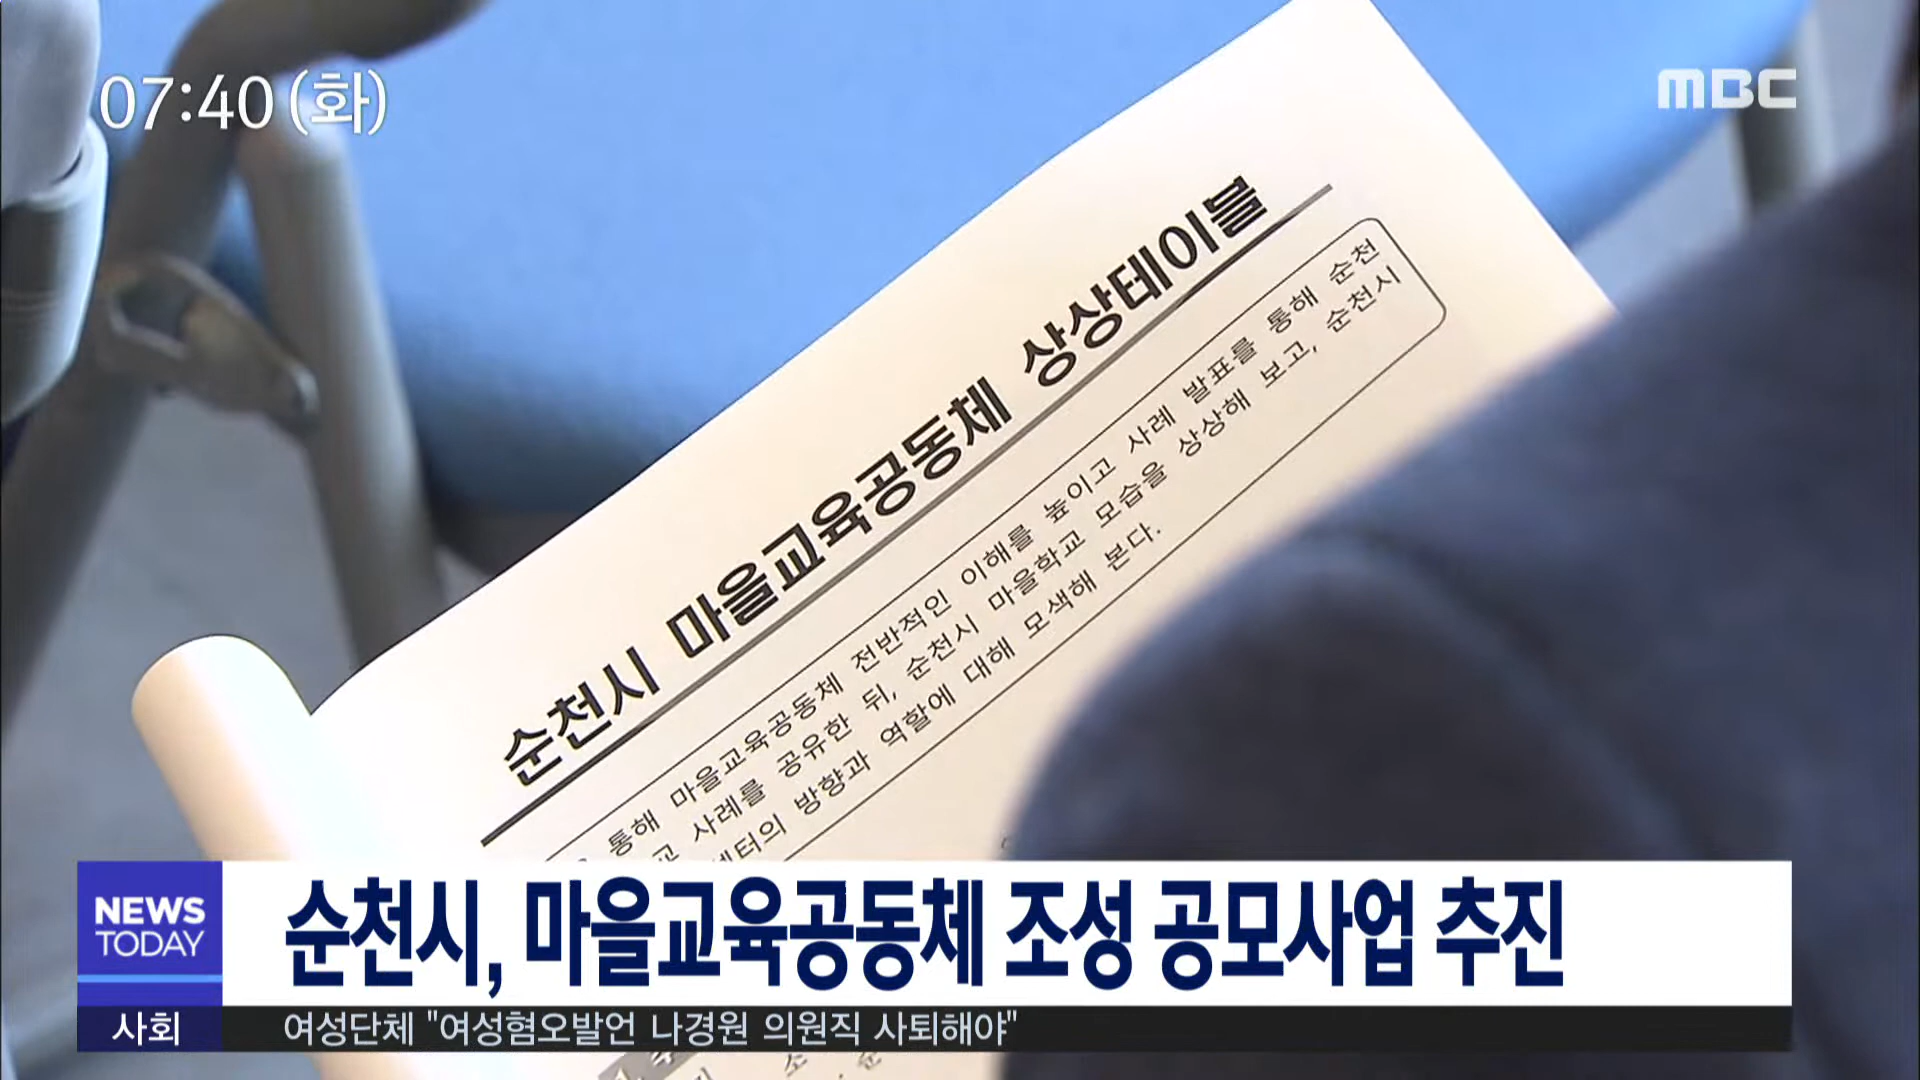 07:40(화)
MBC
순천시 마을교육공동체 상상테이블
통해 마을교육공동체 전반적인 이해를 높이고 사례 발표를 통해 순천
교 사례를 공유한 뒤, 순천시 마을학교 모습을 상상해 보고, 순천시
센터의 방향과 역할에 대해 모색해 본다.
NEWS
TODAY
순천시, 마을교육공동체 조성 공모사업 추진
사회
여성단체 "여성혐오발언 나경원 의원직 사퇴해야"